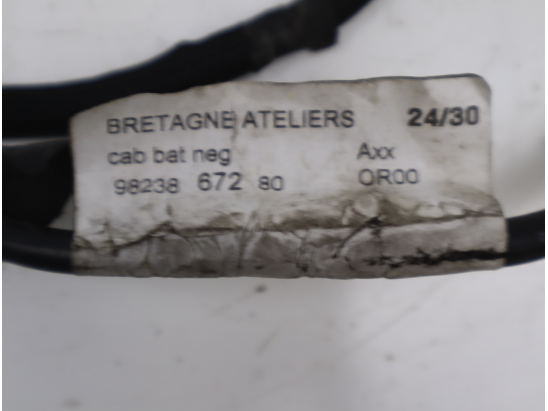 BRETAGNE ATELIERS 24/30
cab bat neg Axx
98238 672 80 OR00